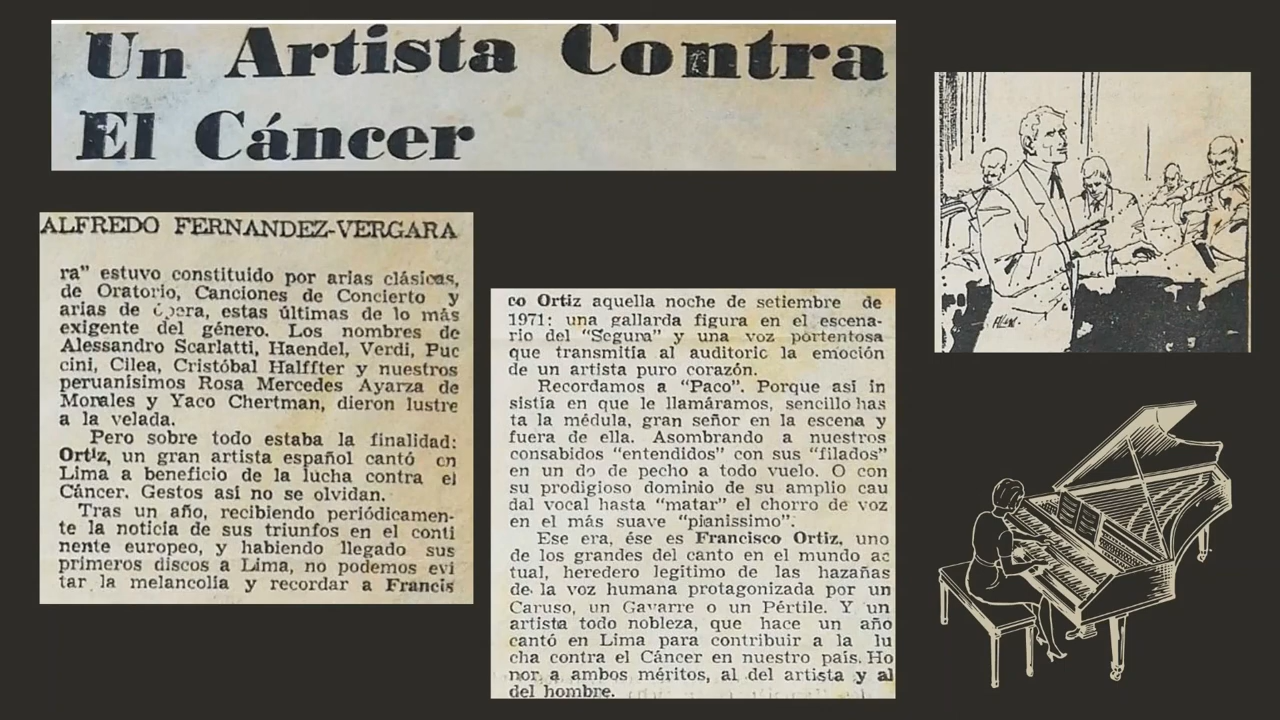 Un Artista Contra
El Cáncer
ALFREDO FERNANDEZ-VERGARA
ra" estuvo constituido por arias clásicas,
de Oratorio, Canciones de Concierto y
arias de ópera, estas últimas de lo más
exigente del género. Los nombres de
Alessandro Scarlatti, Haendel, Verdi, Puc
cini, Cilea, Cristóbal Halffter y nuestros
peruanísimos Rosa Mercedes Ayarza de
Morales y Yaco Chertman, dieron lustre
a la velada.
Pero sobre todo estaba la finalidad:
Ortiz, un gran artista español cantó en
Lima a beneficio de la lucha contra el
Cáncer. Gestos así no se olvidan.
Tras un año, recibiendo periódicamen-
te la noticia de sus triunfos en el conti
nente europeo, y habiendo llegado sus
primeros discos a Lima, no podemos evi
tar la melancolía y recordar a Francis
co Ortiz aquella noche de setiembre de
1971: una gallarda figura en el escena-
rio del "Segura" y una voz portentosa
que transmitía al auditoric la emoción
de un artista puro corazón.
Recordamos a "Paco". Porque así in
sistía en que le llamáramos, sencillo has
ta la médula, gran señor en la escena y
fuera de ella. Asombrando a nuestros
consabidos "entendidos" con sus "filados"
en un do de pecho a todo vuelo. O con
su prodigioso dominio de su amplio cau
dal vocal hasta "matar" el chorro de voz
en el más suave "pianissimo".
Ese era, ése es Francisco Ortiz, uno
de los grandes del canto en el mundo ac
tual, heredero legítimo de las hazañas
de la voz humana protagonizada por un
Caruso, un Gavarre o un Pértile. Y un
artista todo nobleza, que hace un año
cantó en Lima para contribuir a la lu
cha contra el Cáncer en nuestro país. Ho
nor a ambos méritos, al del artista y al
del hombre.